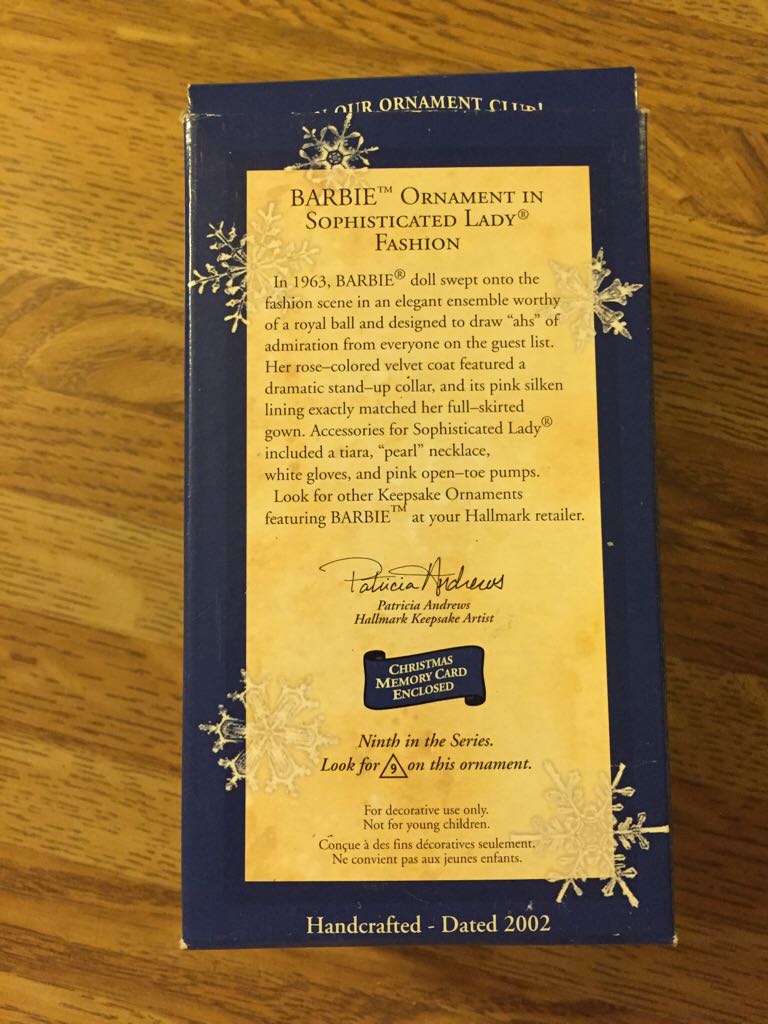 OUR ORNAMENT CLUB!
BARBIE™ ORNAMENT IN
SOPHISTICATED LADY®
FASHION
In 1963, BARBIE® doll swept onto the
fashion scene in an elegant ensemble worthy
of a royal ball and designed to draw “ahs” of
admiration from everyone on the guest list.
Her rose–colored velvet coat featured a
dramatic stand–up collar, and its pink silken
lining exactly matched her full–skirted
gown. Accessories for Sophisticated Lady®
included a tiara, “pearl” necklace,
white gloves, and pink open–toe pumps.
Look for other Keepsake Ornaments
featuring BARBIE™ at your Hallmark retailer.
Patricia Andrews
Patricia Andrews
Hallmark Keepsake Artist
CHRISTMAS
MEMORY CARD
ENCLOSED
Ninth in the Series.
Look for 9 on this ornament.
For decorative use only.
Not for young children.
Conçue à des fins décoratives seulement.
Ne convient pas aux jeunes enfants.
Handcrafted - Dated 2002